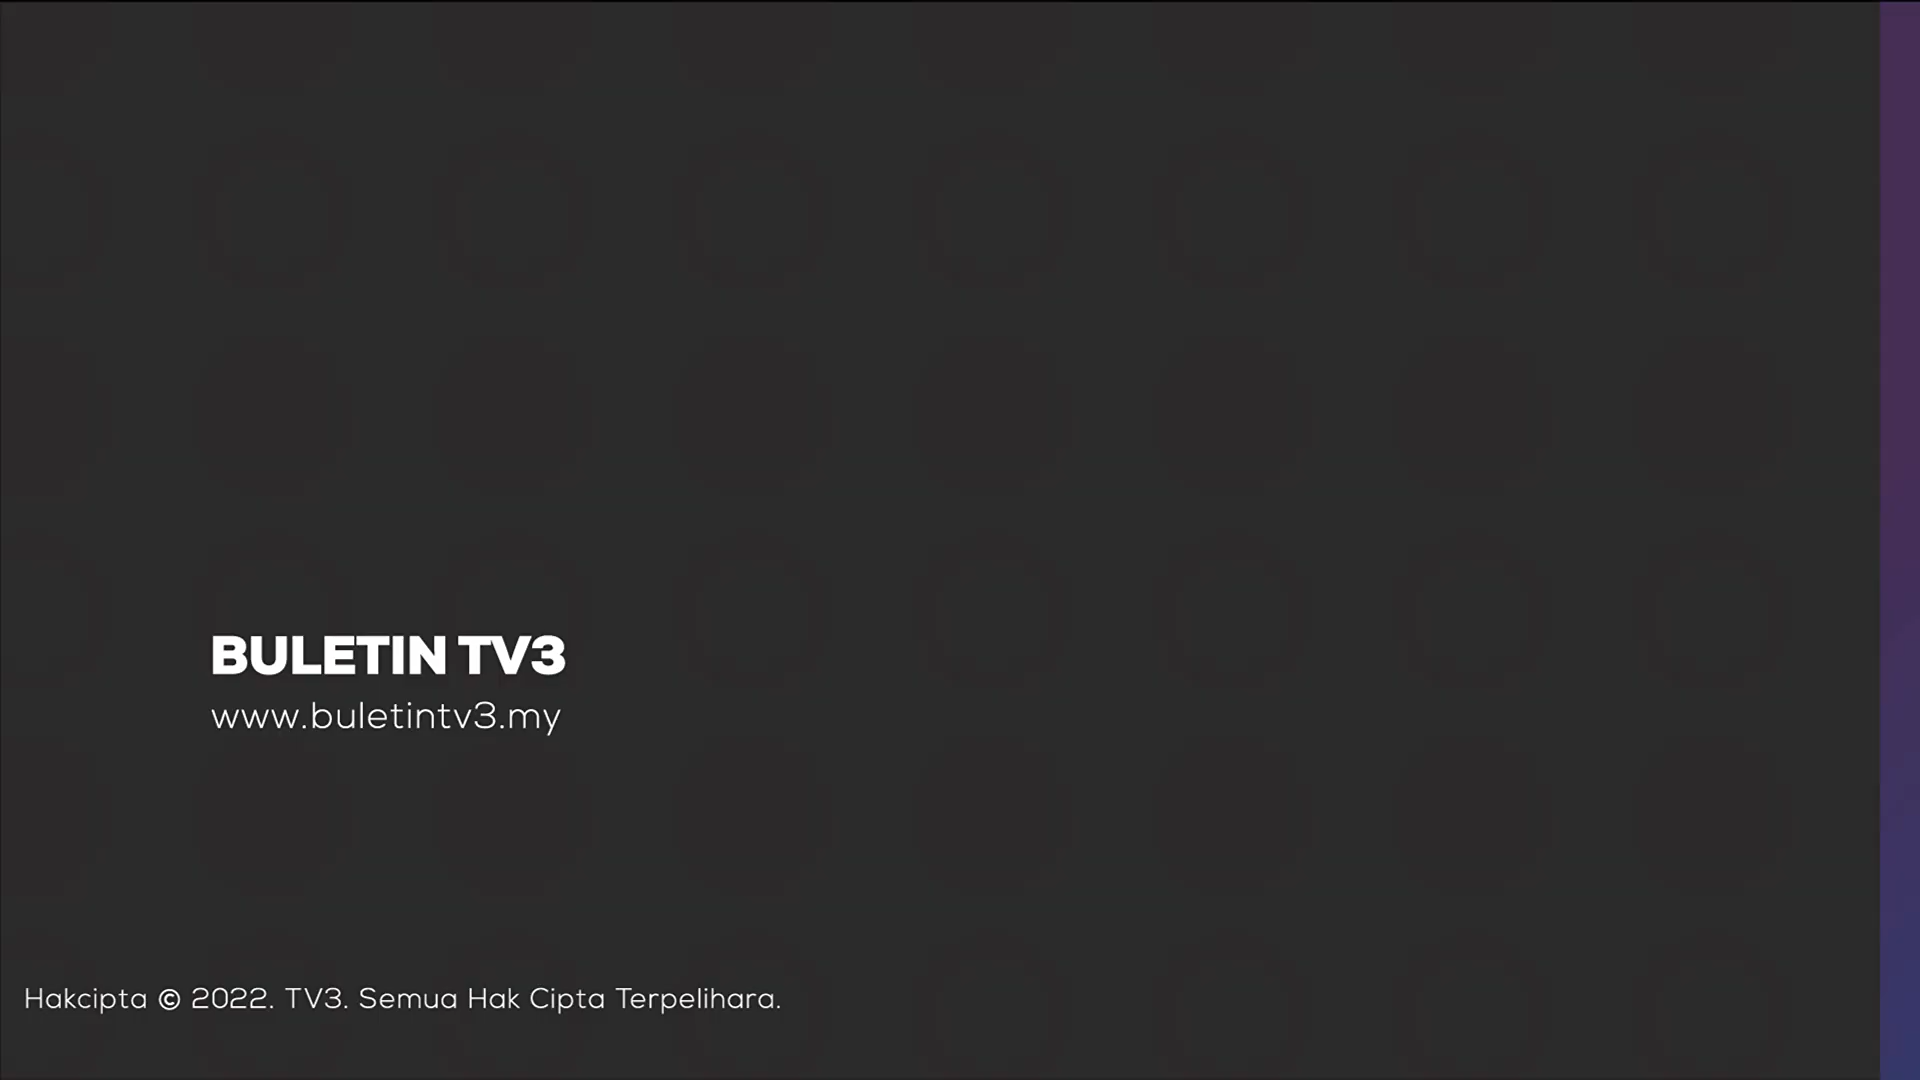 BULETIN TV3
www.buletintv3.my
Hakcipta © 2022. TV3. Semua Hak Cipta Terpelihara.